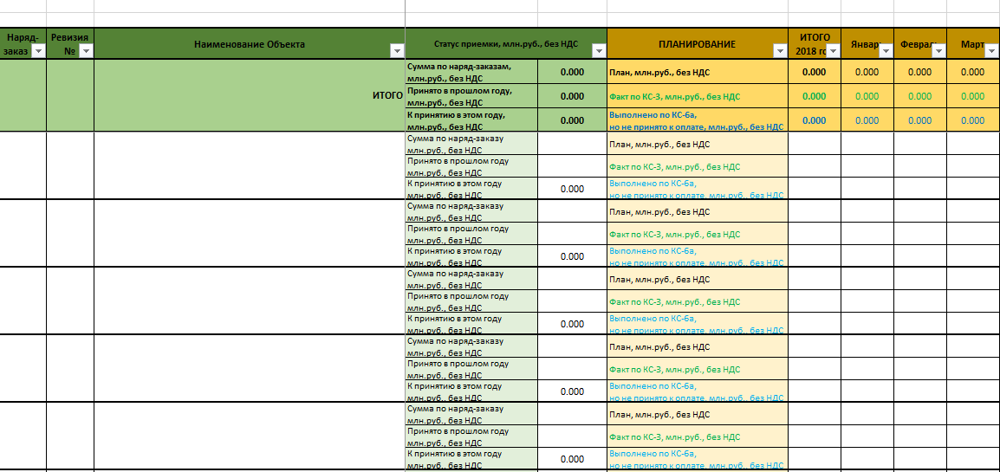 Наряд-
заказ
Ревизия
№
Наименование Объекта
Статус приемки, млн.руб., без НДС
ПЛАНИРОВАНИЕ
ИТОГО
2018 го
Январ
Феврал
Март
ИТОГО
Сумма по наряд-заказам,
млн.руб., без НДС
0.000
План, млн.руб., без НДС
0.000
0.000
0.000
0.000
Принято в прошлом году,
млн.руб., без НДС
0.000
Факт по КС-3, млн.руб., без НДС
0.000
0.000
0.000
0.000
К принятию в этом году,
млн.руб., без НДС
0.000
Выполнено по КС-6а,
но не принято к оплате, млн.руб., без НДС
0.000
0.000
0.000
0.000
Сумма по наряд-заказу
млн.руб., без НДС
План, млн.руб., без НДС
Принято в прошлом году
млн.руб., без НДС
Факт по КС-3, млн.руб., без НДС
К принятию в этом году
млн.руб., без НДС
0.000
Выполнено по КС-6а,
но не принято к оплате, млн.руб., без НДС
Сумма по наряд-заказу
млн.руб., без НДС
План, млн.руб., без НДС
Принято в прошлом году
млн.руб., без НДС
Факт по КС-3, млн.руб., без НДС
К принятию в этом году
млн.руб., без НДС
0.000
Выполнено по КС-6а,
но не принято к оплате, млн.руб., без НДС
Сумма по наряд-заказу
млн.руб., без НДС
План, млн.руб., без НДС
Принято в прошлом году
млн.руб., без НДС
Факт по КС-3, млн.руб., без НДС
К принятию в этом году
млн.руб., без НДС
0.000
Выполнено по КС-6а,
но не принято к оплате, млн.руб., без НДС
Сумма по наряд-заказу
млн.руб., без НДС
План, млн.руб., без НДС
Принято в прошлом году
млн.руб., без НДС
Факт по КС-3, млн.руб., без НДС
К принятию в этом году
млн.руб., без НДС
0.000
Выполнено по КС-6а,
но не принято к оплате, млн.руб., без НДС
Сумма по наряд-заказу
млн.руб., без НДС
План, млн.руб., без НДС
Принято в прошлом году
млн.руб., без НДС
Факт по КС-3, млн.руб., без НДС
К принятию в этом году
млн.руб., без НДС
0.000
Выполнено по КС-6а,
но не принято к оплате, млн.руб., без НДС